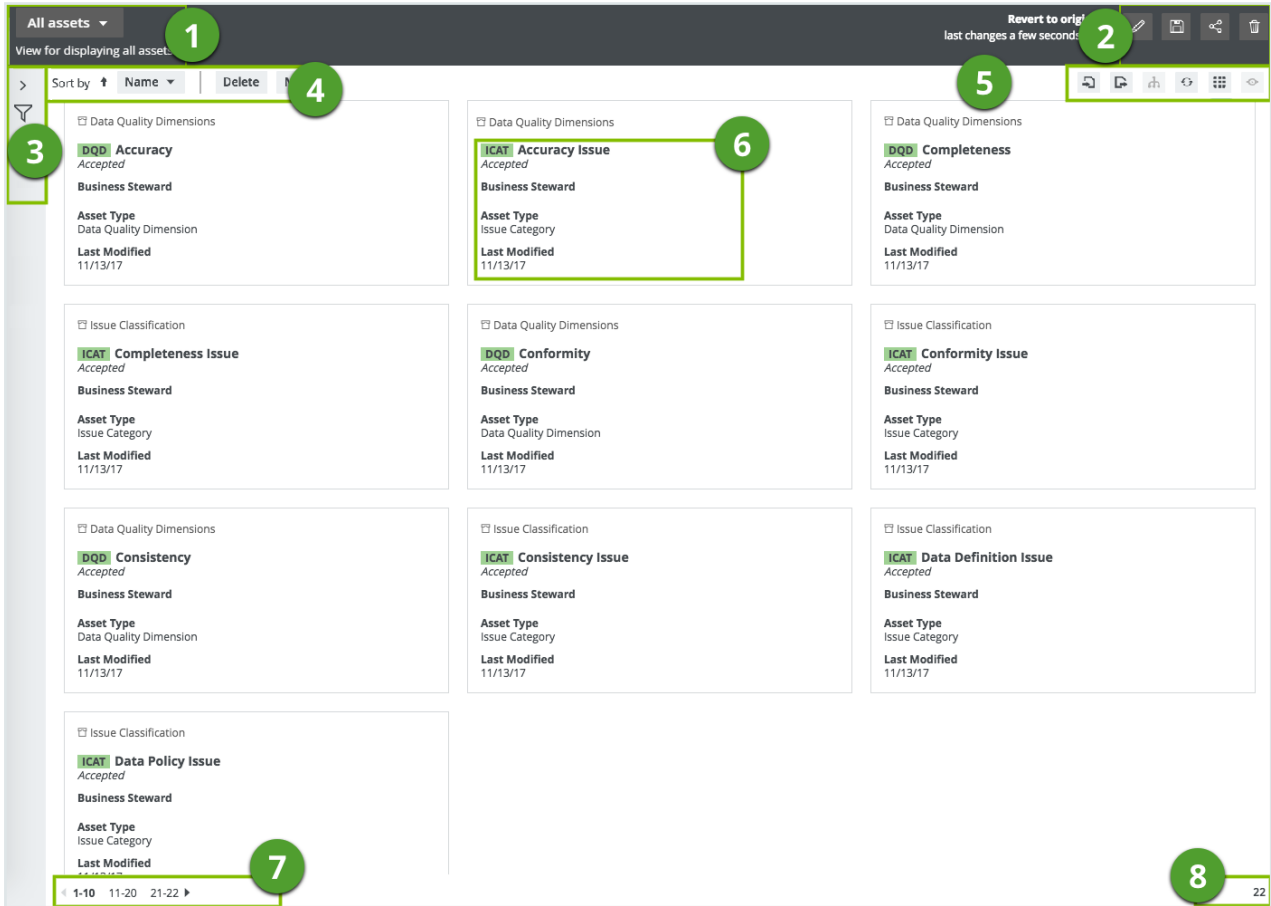 All assets
1
View for displaying all assets
Revert to orig
last changes a few seconds
2
3
Sort by Name Delete
4
5
Data Quality Dimensions
DQD Accuracy
Accepted
Business Steward
Asset Type
Data Quality Dimension
Last Modified
11/13/17
Data Quality Dimensions
6
ICAT Accuracy Issue
Accepted
Business Steward
Asset Type
Issue Category
Last Modified
11/13/17
Data Quality Dimensions
DQD Completeness
Accepted
Business Steward
Asset Type
Data Quality Dimension
Last Modified
11/13/17
Issue Classification
ICAT Completeness Issue
Accepted
Business Steward
Asset Type
Issue Category
Last Modified
11/13/17
Data Quality Dimensions
DQD Conformity
Accepted
Business Steward
Asset Type
Data Quality Dimension
Last Modified
11/13/17
Issue Classification
ICAT Conformity Issue
Accepted
Business Steward
Asset Type
Issue Category
Last Modified
11/13/17
Data Quality Dimensions
DQD Consistency
Accepted
Business Steward
Asset Type
Data Quality Dimension
Last Modified
11/13/17
Issue Classification
ICAT Consistency Issue
Accepted
Business Steward
Asset Type
Issue Category
Last Modified
11/13/17
Issue Classification
ICAT Data Definition Issue
Accepted
Business Steward
Asset Type
Issue Category
Last Modified
11/13/17
Issue Classification
ICAT Data Policy Issue
Accepted
Business Steward
Asset Type
Issue Category
Last Modified
7
1-10 11-20 21-22
8
22